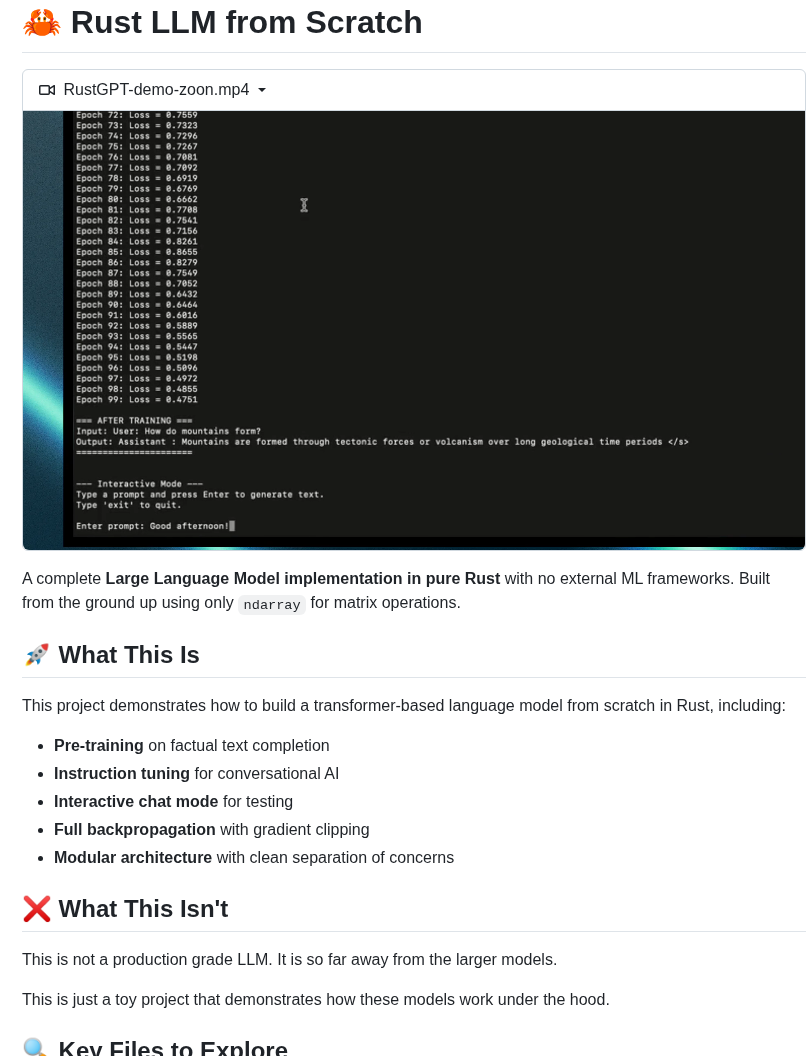 🦀 Rust LLM from Scratch
RustGPT-demo-zoon.mp4
Epoch 72: Loss = 0.7559
Epoch 73: Loss = 0.7323
Epoch 74: Loss = 0.7296
Epoch 75: Loss = 0.7267
Epoch 76: Loss = 0.7081
Epoch 77: Loss = 0.7092
Epoch 78: Loss = 0.6919
Epoch 79: Loss = 0.6769
Epoch 80: Loss = 0.6662
Epoch 81: Loss = 0.7708
Epoch 82: Loss = 0.7541
Epoch 83: Loss = 0.7156
Epoch 84: Loss = 0.8261
Epoch 85: Loss = 0.8655
Epoch 86: Loss = 0.8279
Epoch 87: Loss = 0.7549
Epoch 88: Loss = 0.7052
Epoch 89: Loss = 0.6432
Epoch 90: Loss = 0.6464
Epoch 91: Loss = 0.6016
Epoch 92: Loss = 0.5889
Epoch 93: Loss = 0.5565
Epoch 94: Loss = 0.5447
Epoch 95: Loss = 0.5198
Epoch 96: Loss = 0.5096
Epoch 97: Loss = 0.4972
Epoch 98: Loss = 0.4855
Epoch 99: Loss = 0.4751
=== AFTER TRAINING ===
Input: User: How do mountains form?
Output: Assistant : Mountains are formed through tectonic forces or volcanism over long geological time periods </s>
======================
--- Interactive Mode ---
Type a prompt and press Enter to generate text.
Type 'exit' to quit.
Enter prompt: Good afternoon!
A complete Large Language Model implementation in pure Rust with no external ML frameworks. Built
from the ground up using only ndarray for matrix operations.
🚀 What This Is
This project demonstrates how to build a transformer-based language model from scratch in Rust, including:
• Pre-training on factual text completion
• Instruction tuning for conversational AI
• Interactive chat mode for testing
• Full backpropagation with gradient clipping
• Modular architecture with clean separation of concerns
❌ What This Isn't
This is not a production grade LLM. It is so far away from the larger models.
This is just a toy project that demonstrates how these models work under the hood.
🔍 Key Files to Explore